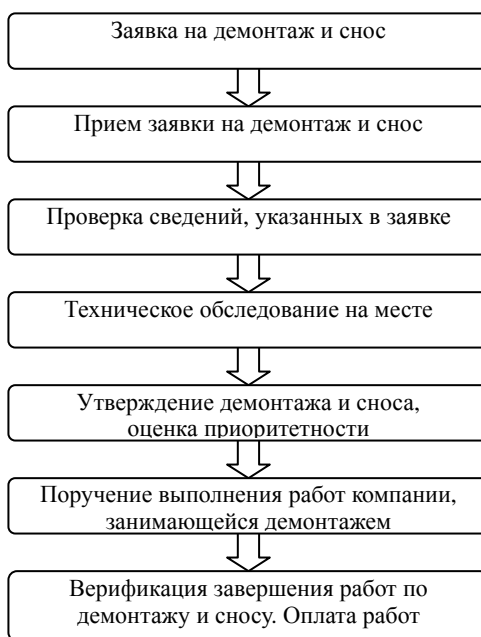 Заявка на демонтаж и снос
Прием заявки на демонтаж и снос
Проверка сведений, указанных в заявке
Техническое обследование на месте
Утверждение демонтажа и сноса,
оценка приоритетности
Поручение выполнения работ компании,
занимающейся демонтажем
Верификация завершения работ по
демонтажу и сносу. Оплата работ